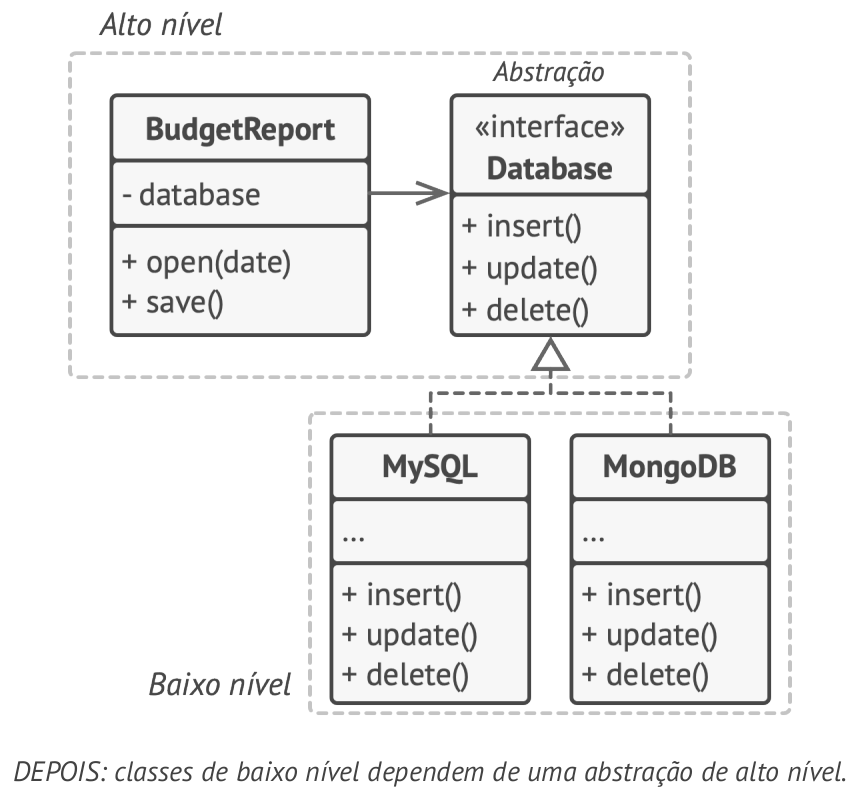 Alto nível
Abstração
BudgetReport
- database
+ open(date)
+ save()
«interface»
Database
+ insert()
+ update()
+ delete()
MySQL
...
+ insert()
+ update()
+ delete()
MongoDB
...
+ insert()
+ update()
+ delete()
Baixo nível
DEPOIS: classes de baixo nível dependem de uma abstração de alto nível.